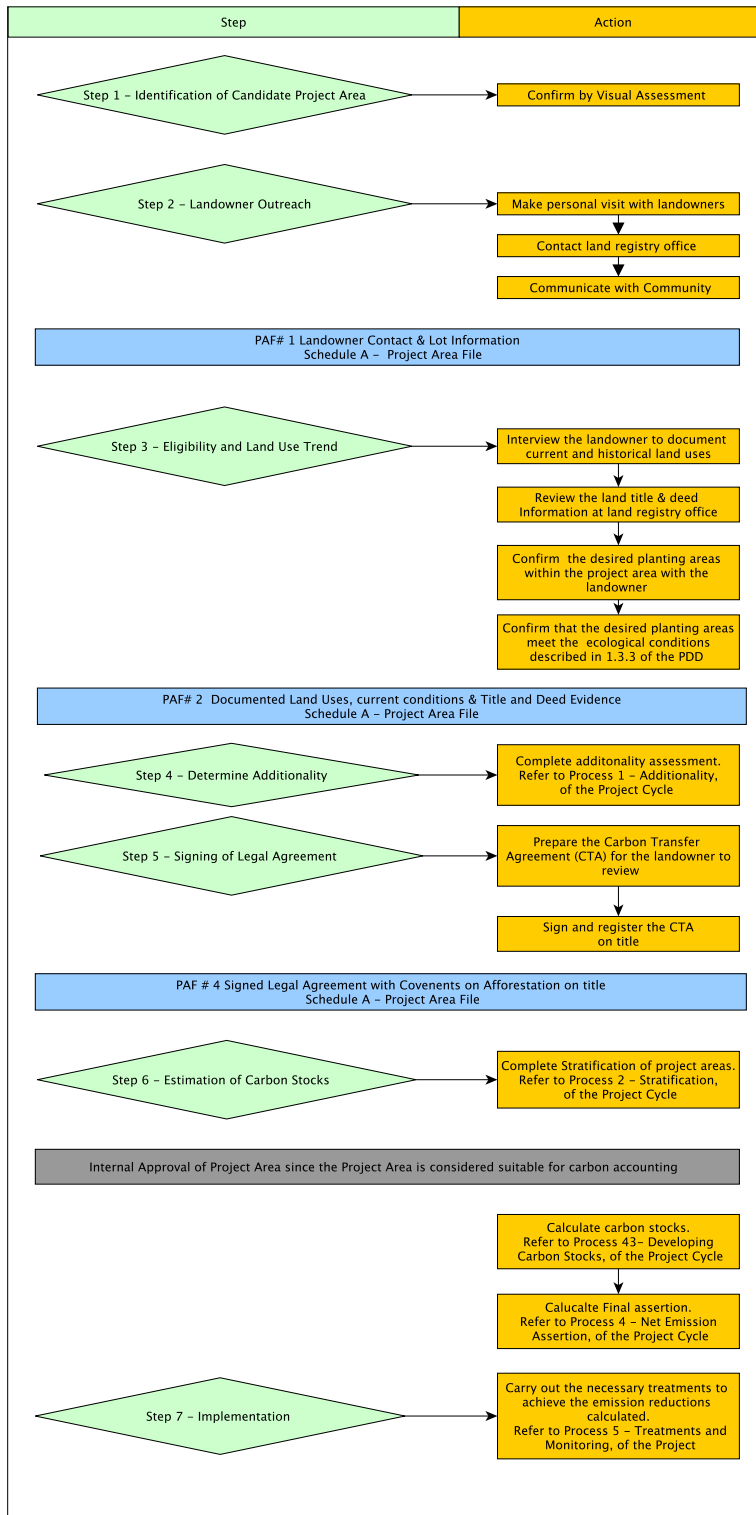 Step
Action
Step 1 – Identification of Candidate Project Area
Confirm by Visual Assessment
Step 2 – Landowner Outreach
Make personal visit with landowners
Contact land registry office
Communicate with Community
PAF# 1 Landowner Contact & Lot Information
Schedule A – Project Area File
Step 3 – Eligibility and Land Use Trend
Interview the landowner to document
current and historical land uses
Review the land title & deed
Information at land registry office
Confirm the desired planting areas
within the project area with the
landowner
Confirm that the desired planting areas
meet the ecological conditions
described in 1.3.3 of the PDD
PAF# 2 Documented Land Uses, current conditions & Title and Deed Evidence
Schedule A – Project Area File
Step 4 – Determine Additionality
Complete additonality assessment.
Refer to Process 1 – Additionality,
of the Project Cycle
Step 5 – Signing of Legal Agreement
Prepare the Carbon Transfer
Agreement (CTA) for the landowner to
review
Sign and register the CTA
on title
PAF # 4 Signed Legal Agreement with Covenents on Afforestation on title
Schedule A – Project Area File
Step 6 – Estimation of Carbon Stocks
Complete Stratification of project areas.
Refer to Process 2 – Stratification,
of the Project Cycle
Internal Approval of Project Area since the Project Area is considered suitable for carbon accounting
Calculate carbon stocks.
Refer to Process 43– Developing
Carbon Stocks, of the Project Cycle
Calucalte Final assertion.
Refer to Process 4 – Net Emission
Assertion, of the Project Cycle
Step 7 – Implementation
Carry out the necessary treatments to
achieve the emission reductions
calculated.
Refer to Process 5 – Treatments and
Monitoring, of the Project